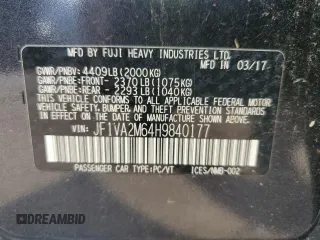 MFD BY FUJI HEAVY INDUSTRIES LTD. IN 03/17
GVWR/PNBV: 4409LB(2000KG)
GAWR/PNBE:FRONT- 2370LB(1075KG)
GAWR/PNBE:REAR - 2293LB(1040KG)
THIS VEHICLE CONFORMS TO ALL APPLICABLE FEDERAL MOTOR VEHICLE
SAFETY, BUMPER, AND THEFT PREVENTION STANDARDS
IN EFFECT ON THE DATE OF MANUFACTURE SHOWN ABOVE.
VIN: JF1VA2M64H9840177
PASSENGER CAR TYPE:PC/VT ICES/NMB-002
DREAMBID